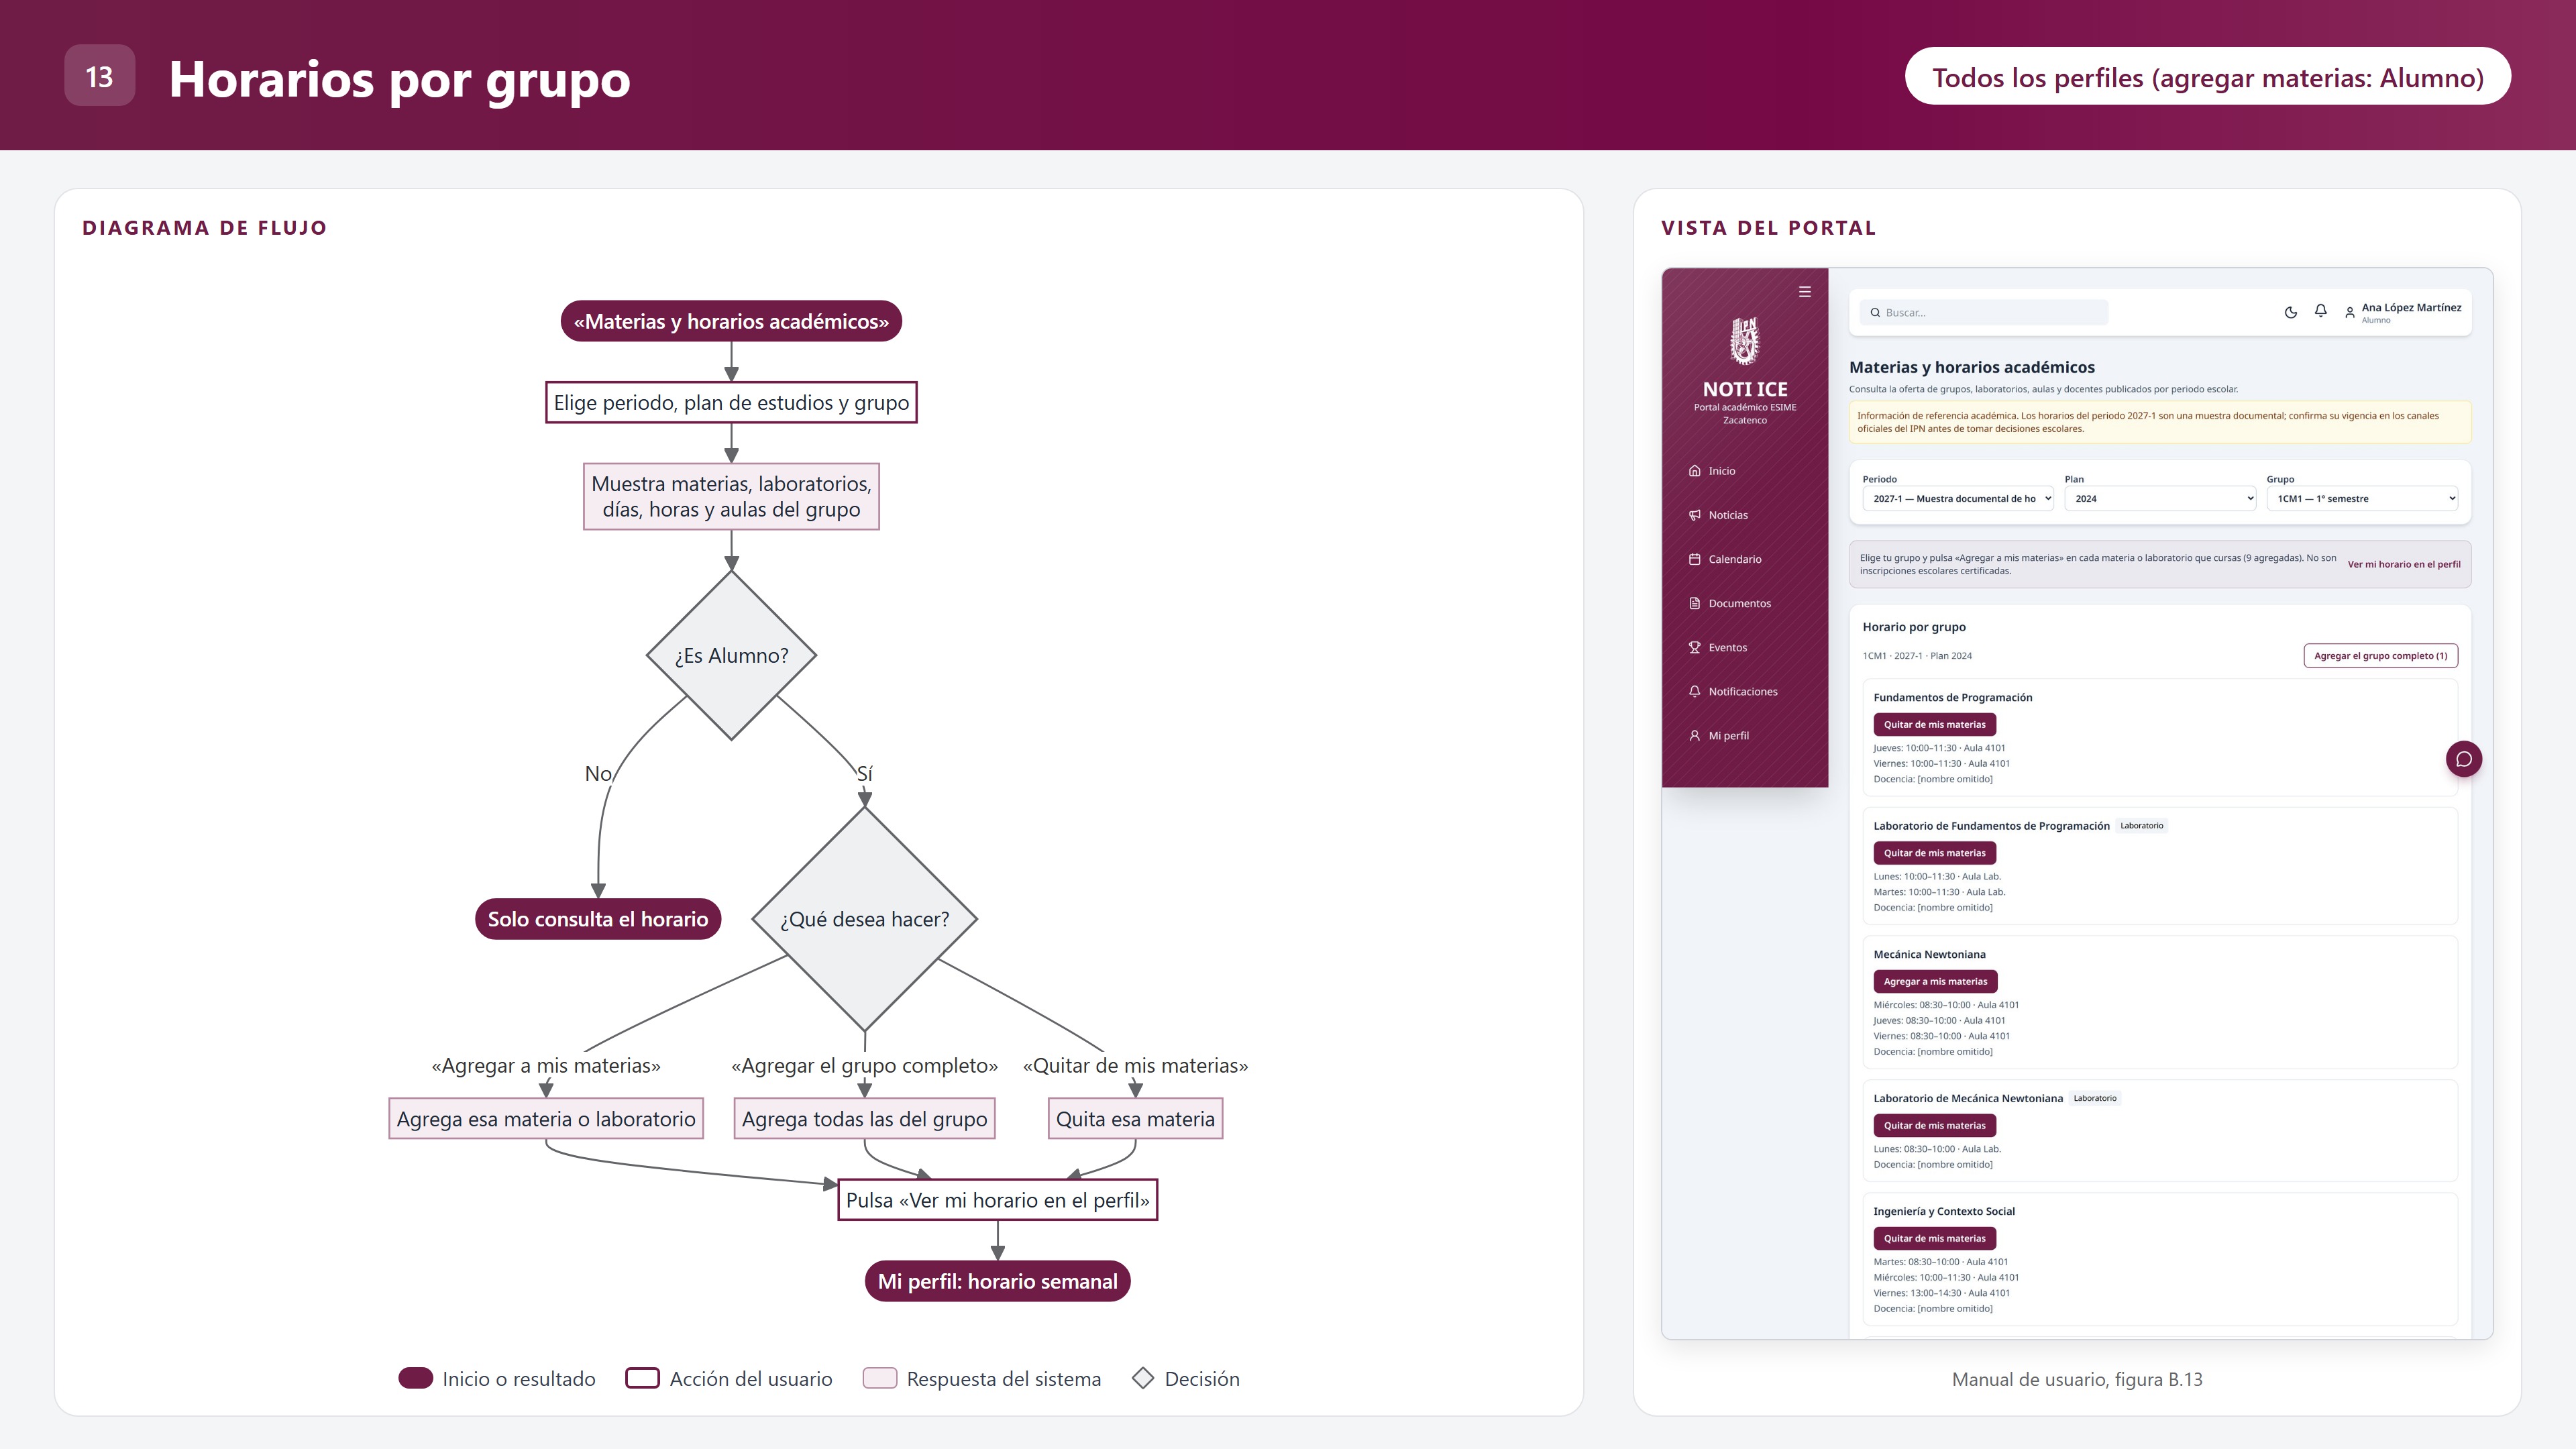 13
Horarios por grupo
Todos los perfiles (agregar materias: Alumno)
DIAGRAMA DE FLUJO
«Materias y horarios académicos»
Elige periodo, plan de estudios y grupo
Muestra materias, laboratorios,
días, horas y aulas del grupo
¿Es Alumno?
No
Sí
Solo consulta el horario
¿Qué desea hacer?
«Agregar a mis materias»
«Agregar el grupo completo»
«Quitar de mis materias»
Agrega esa materia o laboratorio
Agrega todas las del grupo
Quita esa materia
Pulsa «Ver mi horario en el perfil»
Mi perfil: horario semanal
Inicio o resultado
Acción del usuario
Respuesta del sistema
Decisión
VISTA DEL PORTAL
IPN
NOTI ICE
Portal académico ESIME
Zacatenco
Inicio
Noticias
Calendario
Documentos
Eventos
Notificaciones
Mi perfil
Buscar...
Ana López Martínez
Alumno
Materias y horarios académicos
Consulta la oferta de grupos, laboratorios, aulas y docentes publicados por periodo escolar.
Información de referencia académica. Los horarios del periodo 2027-1 son una muestra documental; confirma su vigencia en los canales
oficiales del IPN antes de tomar decisiones escolares.
Periodo
2027-1 — Muestra documental de ho
Plan
2024
Grupo
1CM1 — 1º semestre
Elige tu grupo y pulsa «Agregar a mis materias» en cada materia o laboratorio que cursas (9 agregadas). No son
inscripciones escolares certificadas.
Ver mi horario en el perfil
Horario por grupo
1CM1 · 2027-1 · Plan 2024
Agregar el grupo completo (1)
Fundamentos de Programación
Quitar de mis materias
Jueves: 10:00–11:30 · Aula 4101
Viernes: 10:00–11:30 · Aula 4101
Docencia: [nombre omitido]
Laboratorio de Fundamentos de Programación Laboratorio
Quitar de mis materias
Lunes: 10:00–11:30 · Aula Lab.
Martes: 10:00–11:30 · Aula Lab.
Docencia: [nombre omitido]
Mecánica Newtoniana
Agregar a mis materias
Miércoles: 08:30–10:00 · Aula 4101
Jueves: 08:30–10:00 · Aula 4101
Viernes: 08:30–10:00 · Aula 4101
Docencia: [nombre omitido]
Laboratorio de Mecánica Newtoniana Laboratorio
Quitar de mis materias
Lunes: 08:30–10:00 · Aula Lab.
Docencia: [nombre omitido]
Ingeniería y Contexto Social
Quitar de mis materias
Martes: 08:30–10:00 · Aula 4101
Miércoles: 10:00–11:30 · Aula 4101
Viernes: 13:00–14:30 · Aula 4101
Docencia: [nombre omitido]
Manual de usuario, figura B.13